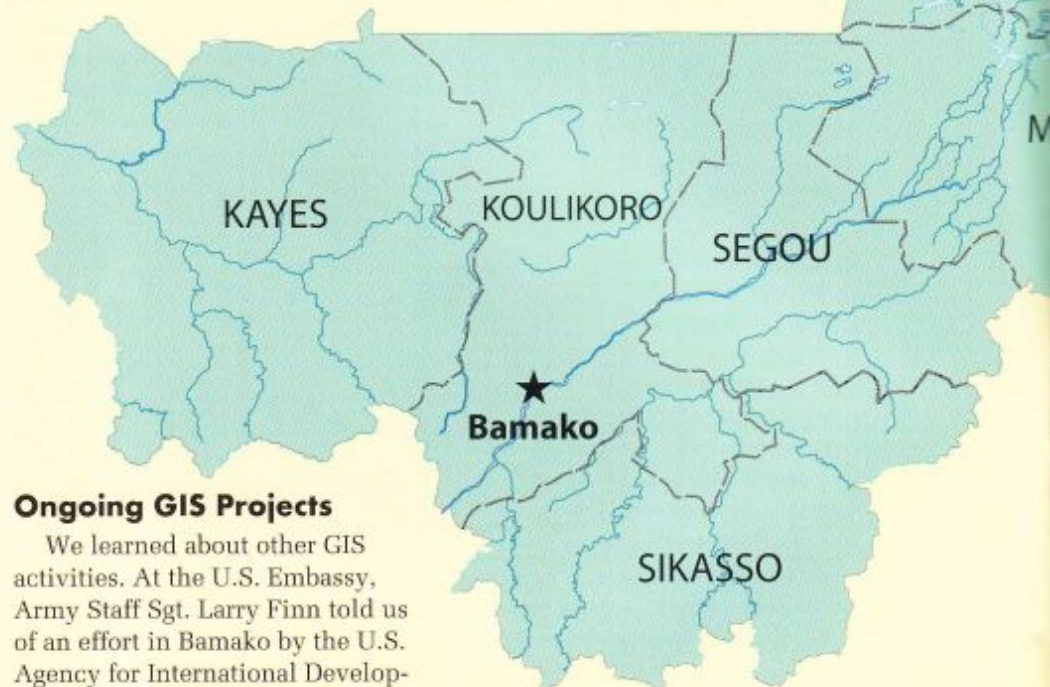 KAYES
KOULIKORO
SEGOU
M
Bamako
SIKASSO
Ongoing GIS Projects
We learned about other GIS
activities. At the U.S. Embassy,
Army Staff Sgt. Larry Finn told us
of an effort in Bamako by the U.S.
Agency for International Develop-